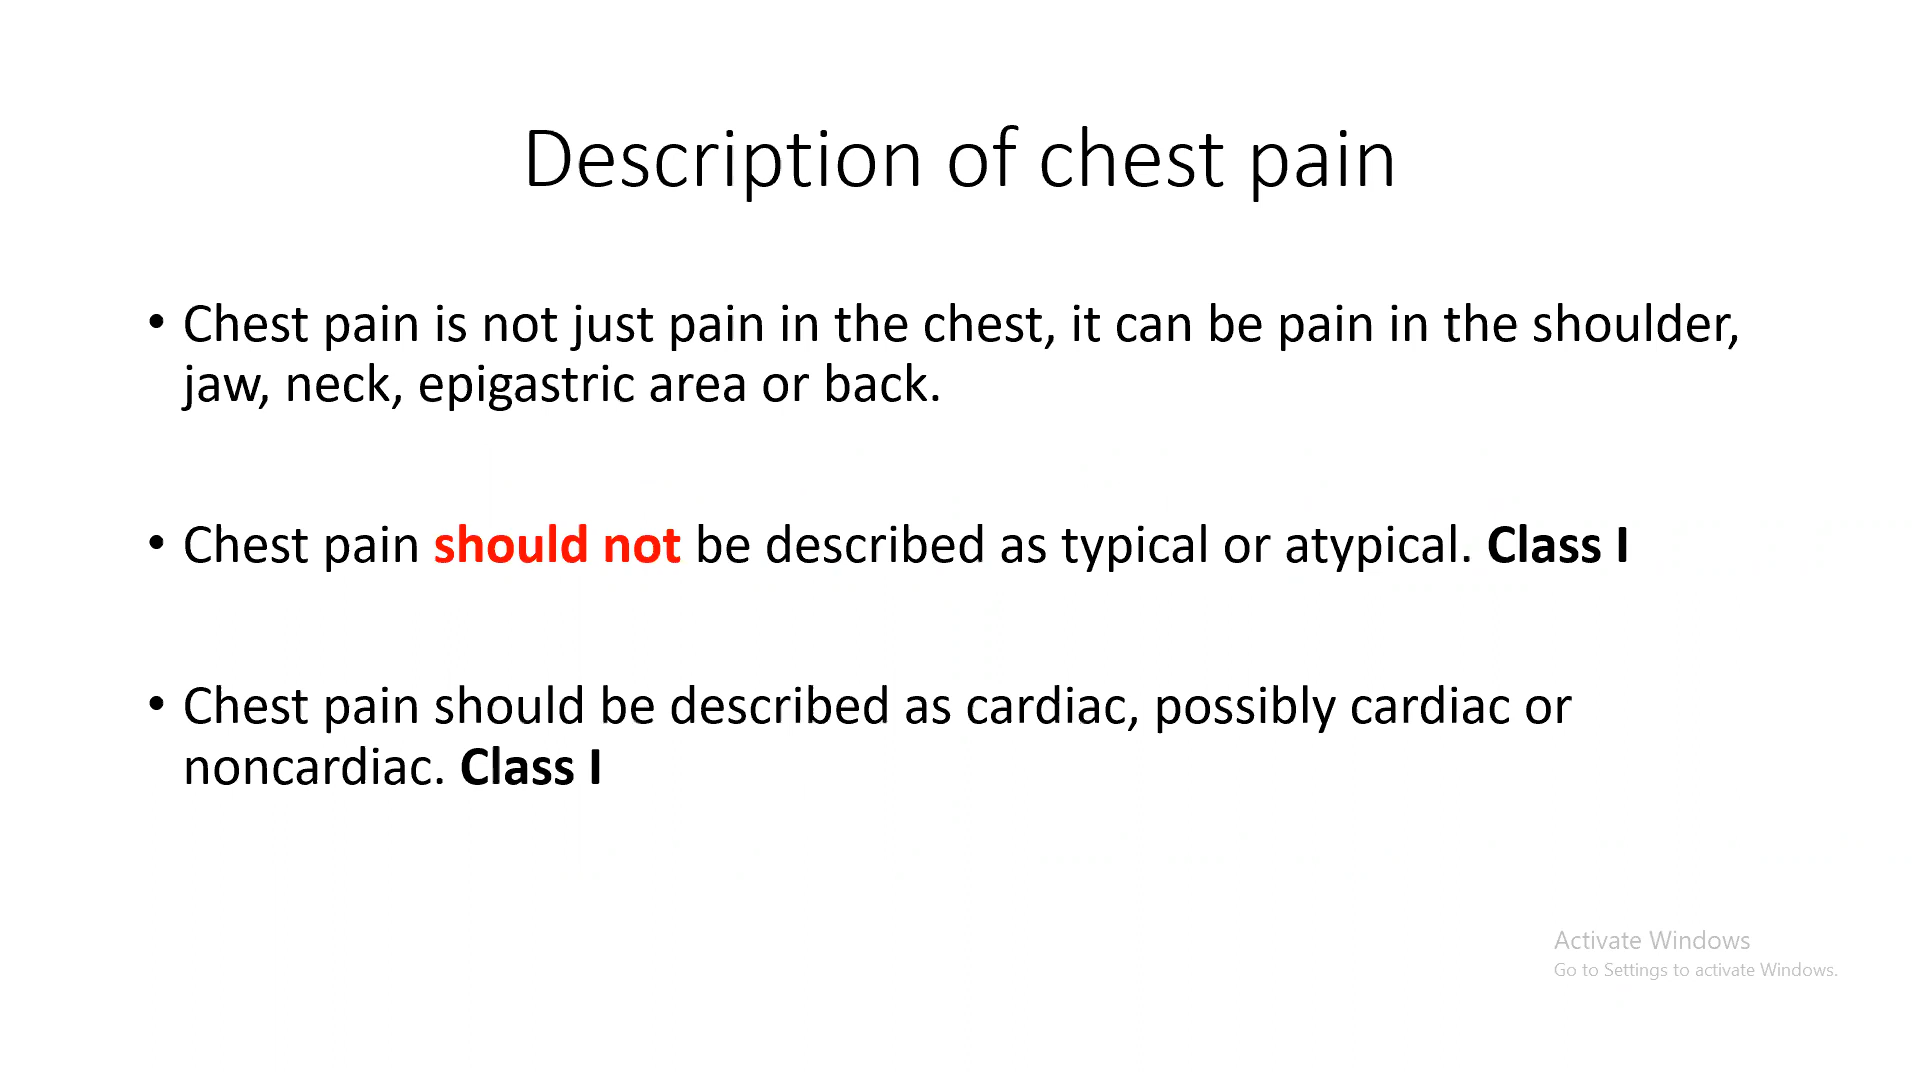 Description of chest pain
• Chest pain is not just pain in the chest, it can be pain in the shoulder,
jaw, neck, epigastric area or back.
• Chest pain should not be described as typical or atypical. Class I
• Chest pain should be described as cardiac, possibly cardiac or
noncardiac. Class I
Activate Windows
Go to Settings to activate Windows.